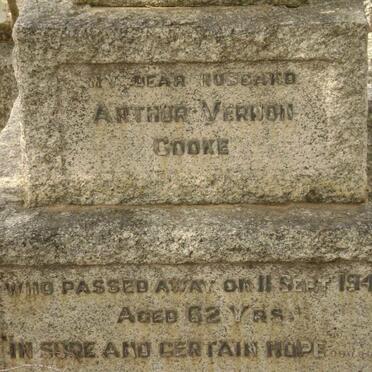 MY DEAR HUSBAND
ARTHUR VERNON
COOKE
WHO PASSED AWAY ON 11 SEPT 194
AGED 62 YRS.
IN SURE AND CERTAIN HOPE